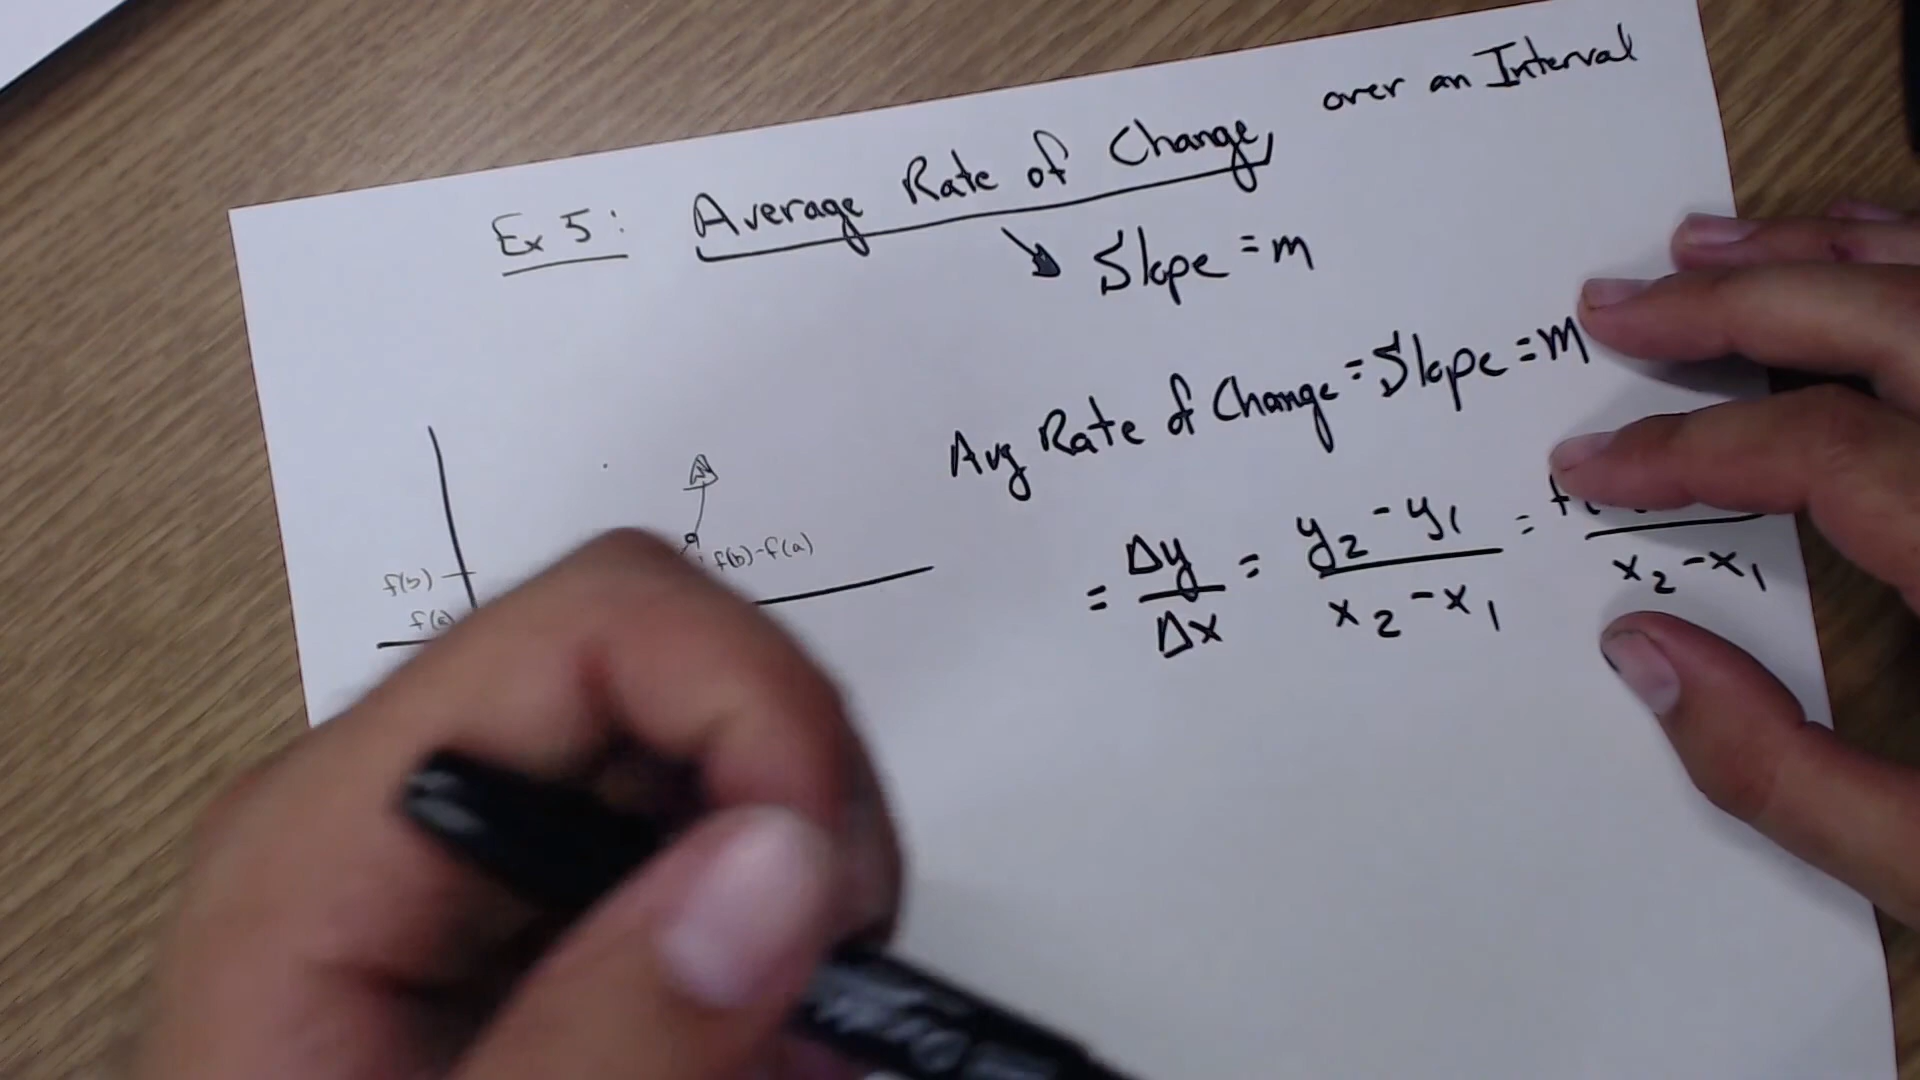 Ex 5: Average Rate of Change, over an Interval
Slope = m
Avg Rate of Change = Slope = m
= Δy/Δx = y₂ - y₁/x₂ - x₁ = /x₂ - x₁
f(b) - f(a)
f(b)
f(a)